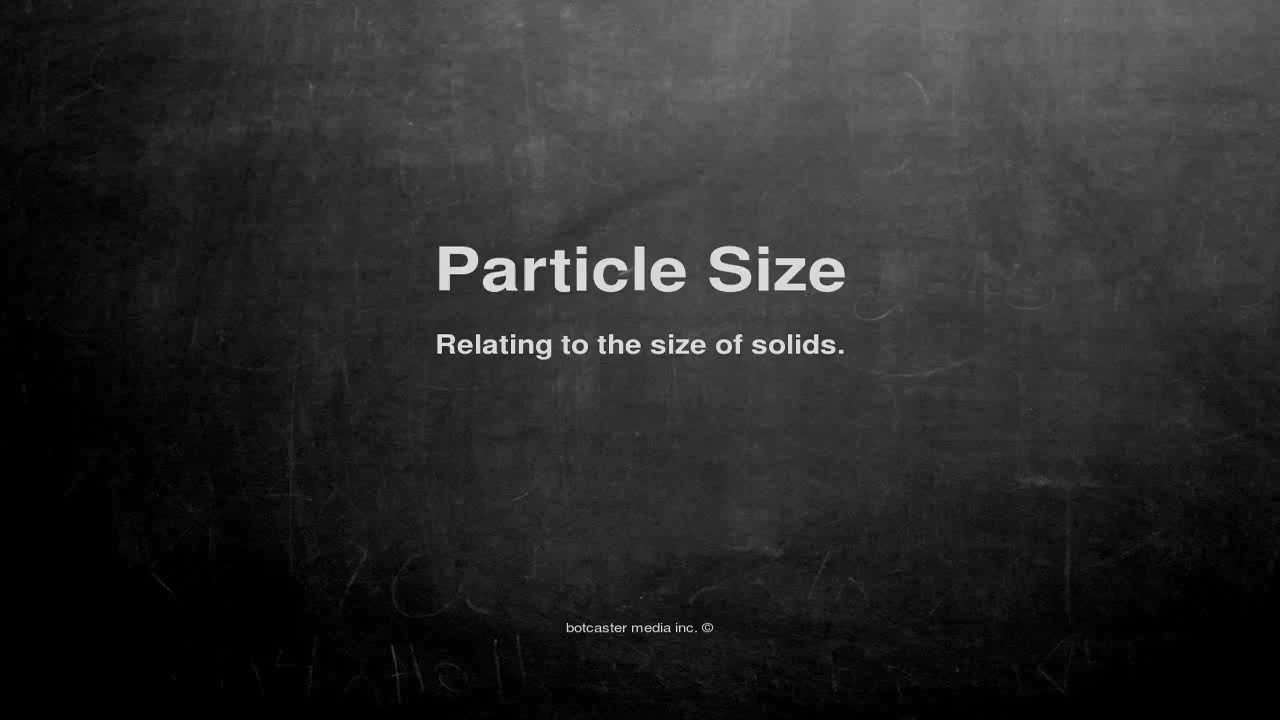 Particle Size
Relating to the size of solids.
botcaster media inc. ©